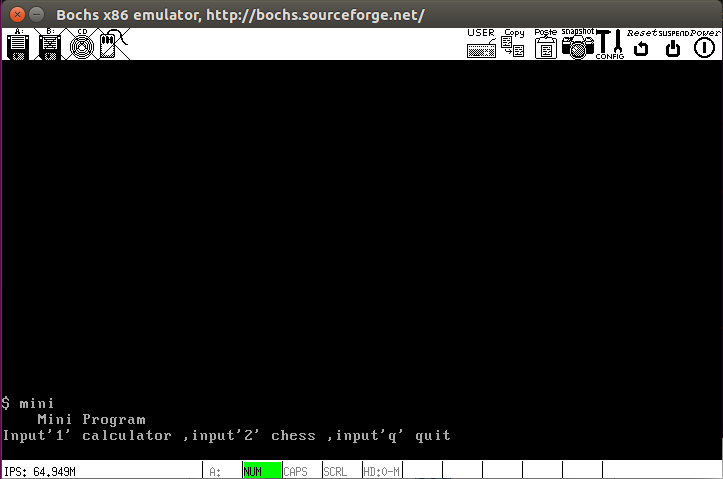 Bochs x86 emulator, http://bochs.sourceforge.net/
A: B: CD USER Copy Paste Snapshot CONFIG Reset SUSPEND Power
$ mini
Mini Program
Input'1' calculator ,input'2' chess ,input'q' quit
IPS: 64.949M A: NUM CAPS SCRL HD:0-M